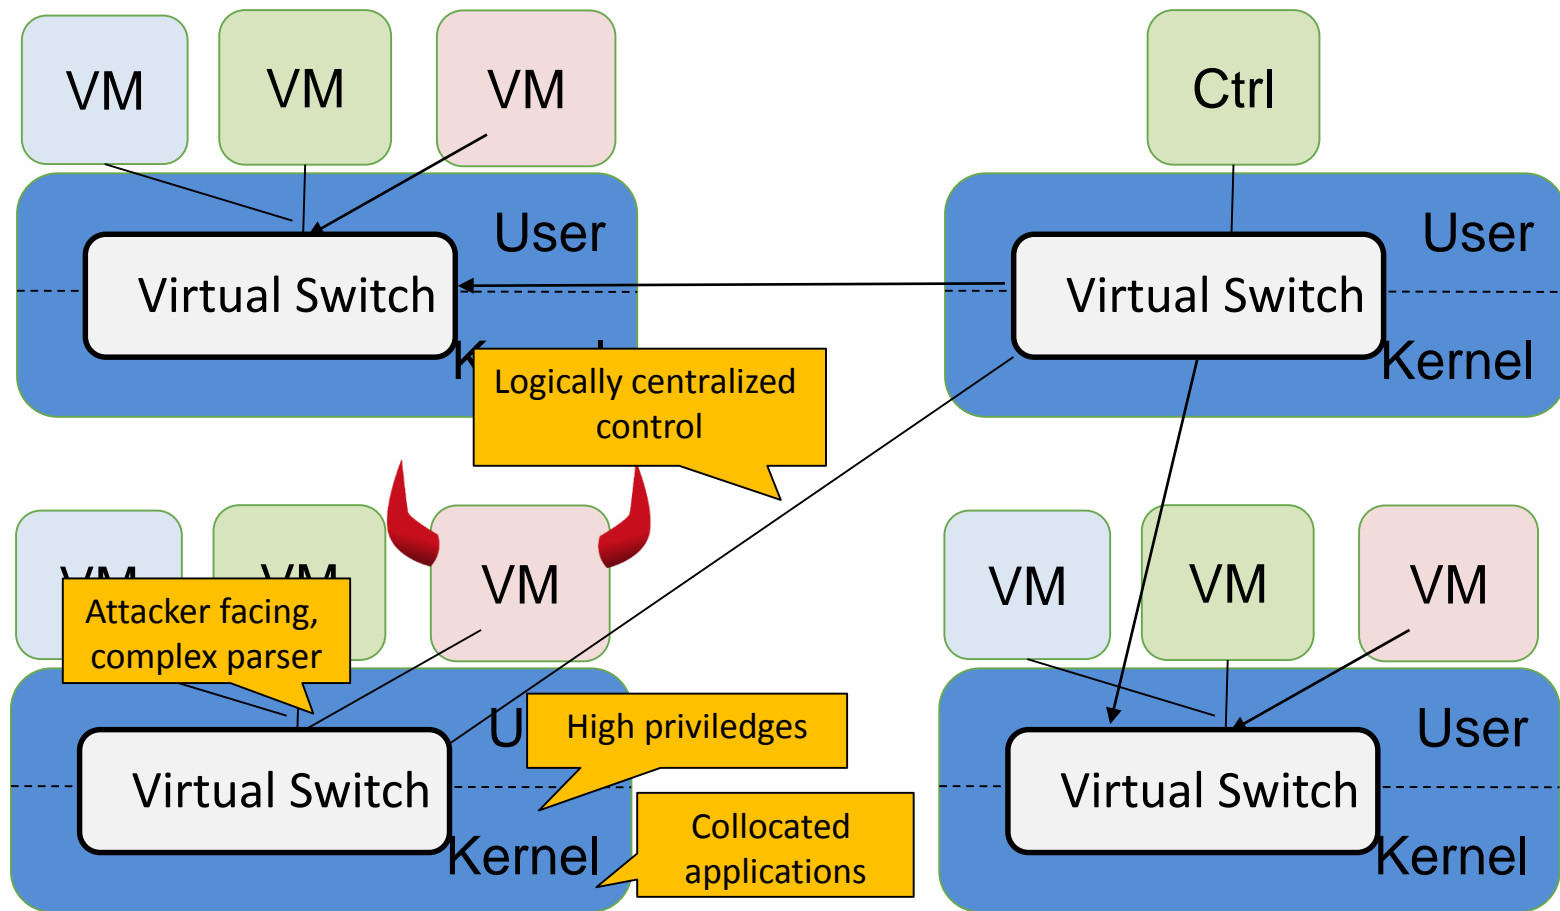 VM
VM
VM
Ctrl
User
User
Virtual Switch
Virtual Switch
Kernel
Logically centralized
control
VM
VM
VM
VM
Attacker facing,
complex parser
User
High priviledges
Virtual Switch
Virtual Switch
Collocated
applications
Kernel
Kernel